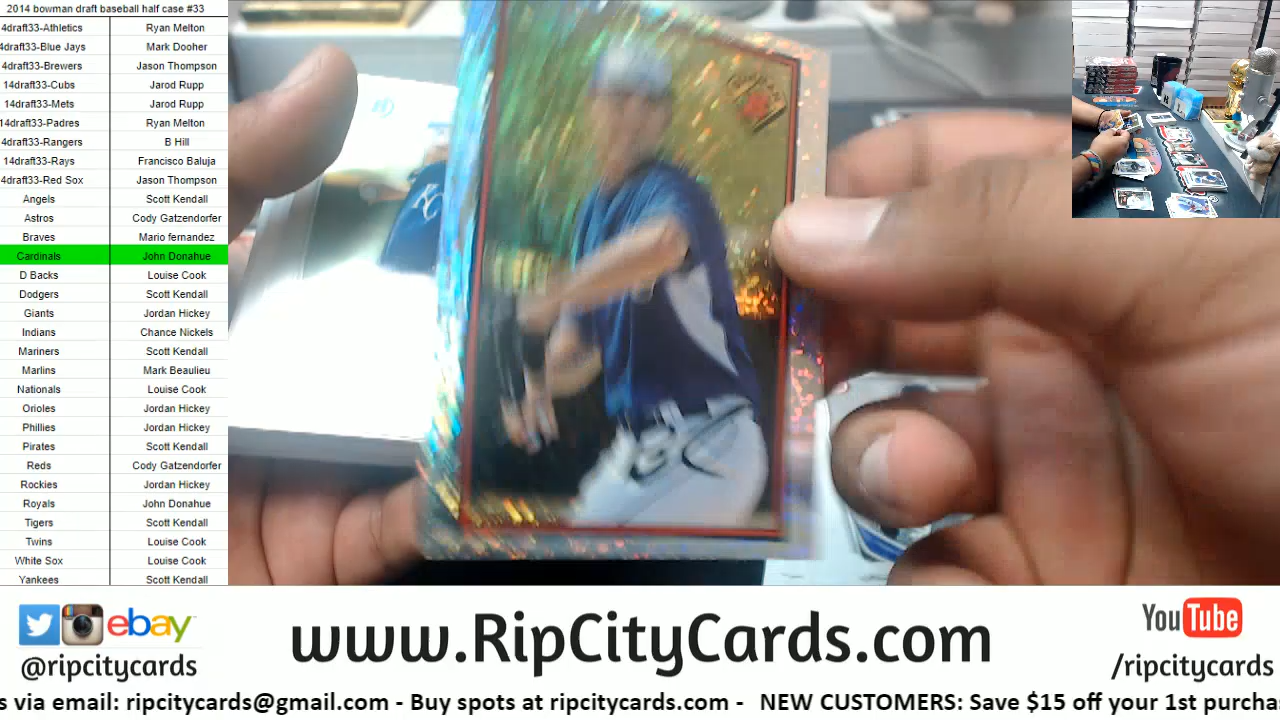 2014 bowman draft baseball half case #33
4draft33-Athletics Ryan Melton
4draft33-Blue Jays Mark Dooher
4draft33-Brewers Jason Thompson
14draft33-Cubs Jarod Rupp
14draft33-Mets Jarod Rupp
14draft33-Padres Ryan Melton
4draft33-Rangers B Hill
14draft33-Rays Francisco Baluja
4draft33-Red Sox Jason Thompson
Angels Scott Kendall
Astros Cody Gatzendorfer
Braves Mario fernandez
Cardinals John Donahue
D Backs Louise Cook
Dodgers Scott Kendall
Giants Jordan Hickey
Indians Chance Nickels
Mariners Scott Kendall
Marlins Mark Beaulieu
Nationals Louise Cook
Orioles Jordan Hickey
Phillies Jordan Hickey
Pirates Scott Kendall
Reds Cody Gatzendorfer
Rockies Jordan Hickey
Royals John Donahue
Tigers Scott Kendall
Twins Louise Cook
White Sox Louise Cook
Yankees Scott Kendall
KC
ebay
@ripcitycards
www.RipCityCards.com
YouTube
/ripcitycards
s via email: ripcitycards@gmail.com - Buy spots at ripcitycards.com - NEW CUSTOMERS: Save $15 off your 1st purcha